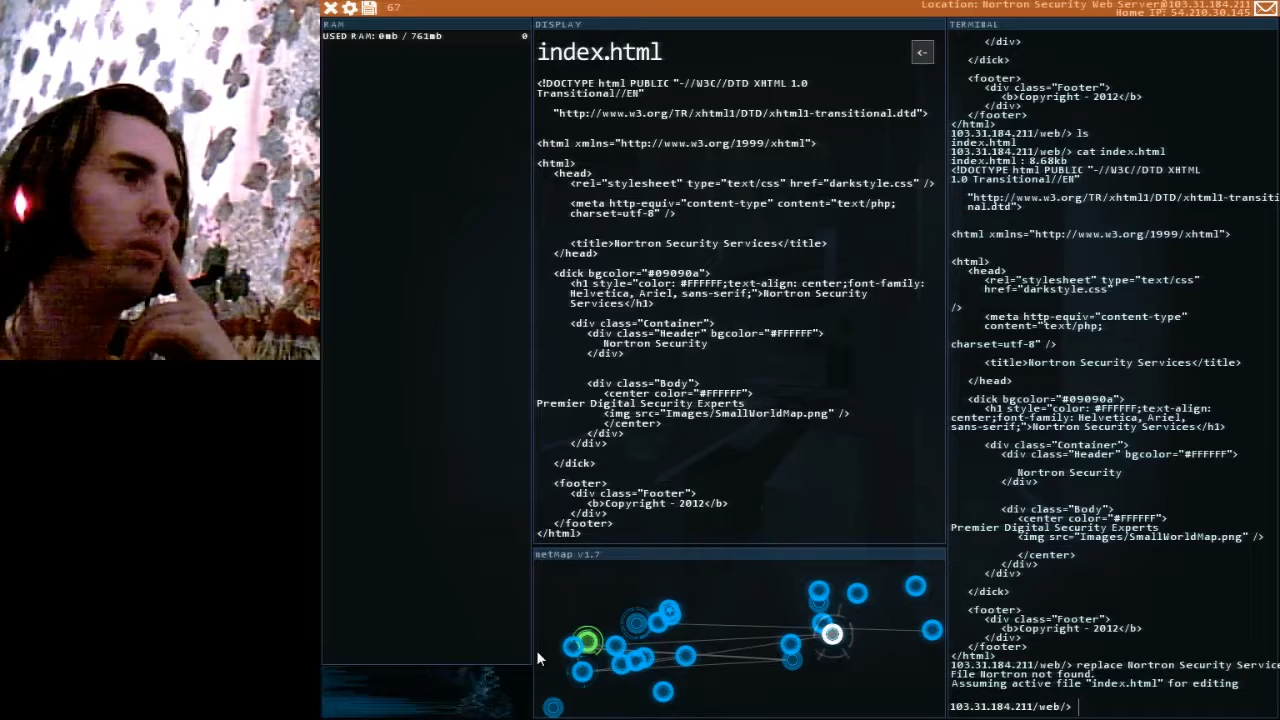 67
Location: Nortron Security Web Server@103.31.184.211
Home IP: 54.210.30.145
RAM
USED RAM: 0mb / 761mb
0
DISPLAY
index.html
<-
<!DOCTYPE html PUBLIC "-//W3C//DTD XHTML 1.0
Transitional//EN"
"http://www.w3.org/TR/xhtml1/DTD/xhtml1-transitional.dtd">
<html xmlns="http://www.w3.org/1999/xhtml">
<html>
<head>
<rel="stylesheet" type="text/css" href="darkstyle.css" />
<meta http-equiv="content-type" content="text/php;
charset=utf-8" />
<title>Nortron Security Services</title>
</head>
<dick bgcolor="#09090a">
<h1 style="color: #FFFFFF;text-align: center;font-family:
Helvetica, Ariel, sans-serif;">Nortron Security
Services</h1>
<div class="Container">
<div class="Header" bgcolor="#FFFFFF">
Nortron Security
</div>
<div class="Body">
<center color="#FFFFFF">
Premier Digital Security Experts
<img src="Images/SmallWorldMap.png" />
</center>
</div>
</div>
</dick>
<footer>
<div class="Footer">
<b>Copyright - 2012</b>
</div>
</footer>
</html>
netMap v1.7
TERMINAL
</div>
</dick>
<footer>
<div class="Footer">
<b>Copyright - 2012</b>
</div>
</footer>
</html>
103.31.184.211/web/> ls
index.html
103.31.184.211/web/> cat index.html
index.html : 8.68kb
<!DOCTYPE html PUBLIC "-//W3C//DTD XHTML
1.0 Transitional//EN"
"http://www.w3.org/TR/xhtml1/DTD/xhtml1-transiti
nal.dtd">
<html xmlns="http://www.w3.org/1999/xhtml">
<html>
<head>
<rel="stylesheet" type="text/css"
href="darkstyle.css"
/>
<meta http-equiv="content-type"
content="text/php;
charset=utf-8" />
<title>Nortron Security Services</title>
</head>
<dick bgcolor="#09090a">
<h1 style="color: #FFFFFF;text-align:
center;font-family: Helvetica, Ariel,
sans-serif;">Nortron Security Services</h1>
<div class="Container">
<div class="Header" bgcolor="#FFFFFF">
Nortron Security
</div>
<div class="Body">
<center color="#FFFFFF">
Premier Digital Security Experts
<img src="Images/SmallWorldMap.png" />
</center>
</div>
</div>
</dick>
<footer>
<div class="Footer">
<b>Copyright - 2012</b>
</div>
</footer>
</html>
103.31.184.211/web/> replace Nortron Security Service
File Nortron not found.
Assuming active file "index.html" for editing
103.31.184.211/web/>